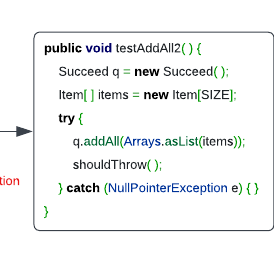 public void testAddAll2( ) {
Succeed q = new Succeed( );
Item[ ] items = new Item[SIZE];
try {
q.addAll(Arrays.asList(items));
shouldThrow( );
} catch (NullPointerException e) { }
}
tion